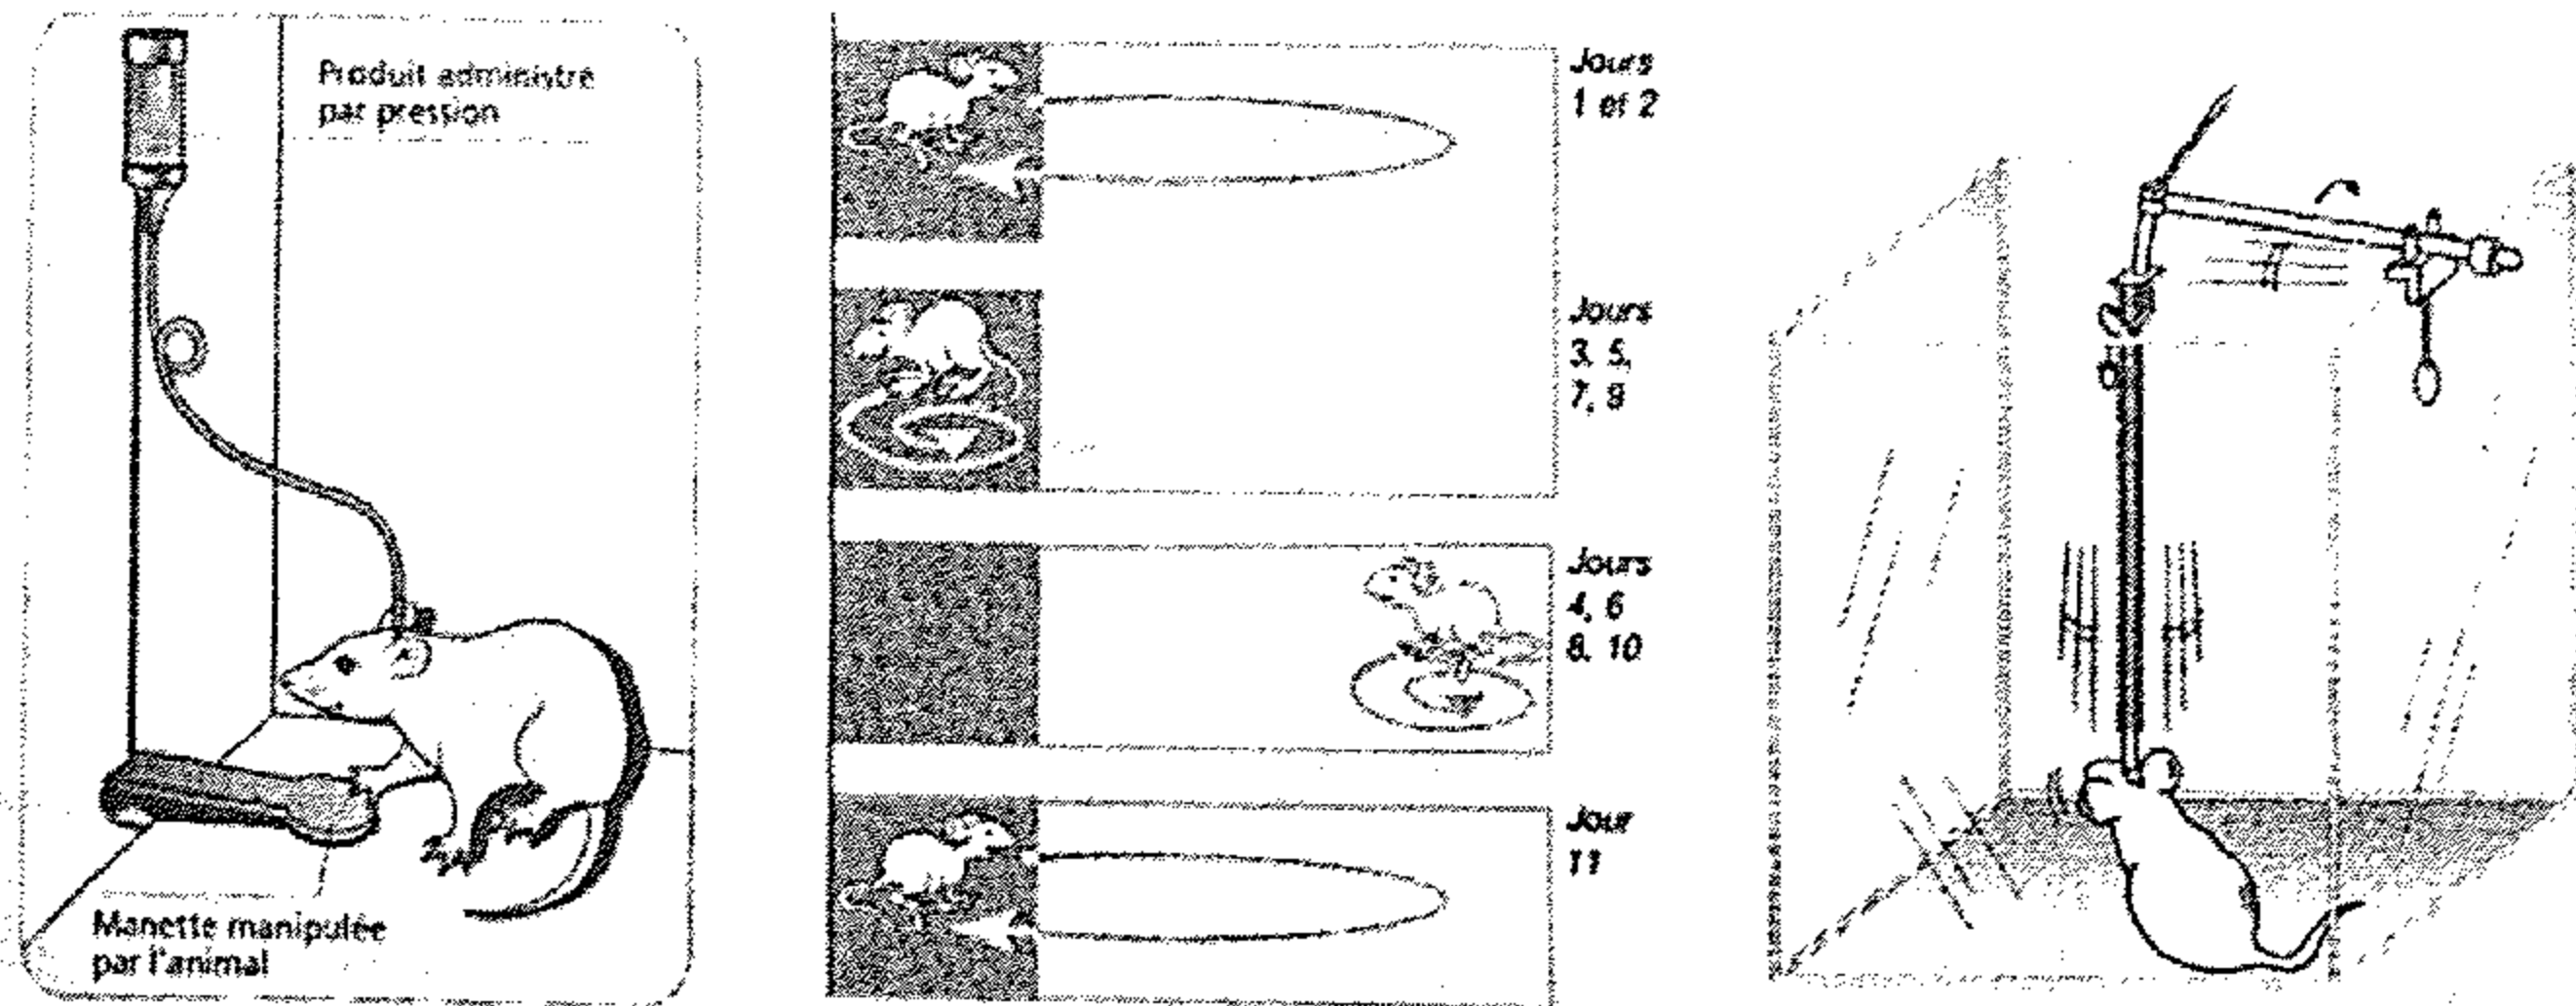 Produit administré
par pression
Manette manipulée
par l'animal
Jours
1 et 2
Jours
3, 5,
7, 9
Jours
4, 6
8, 10
Jour
11